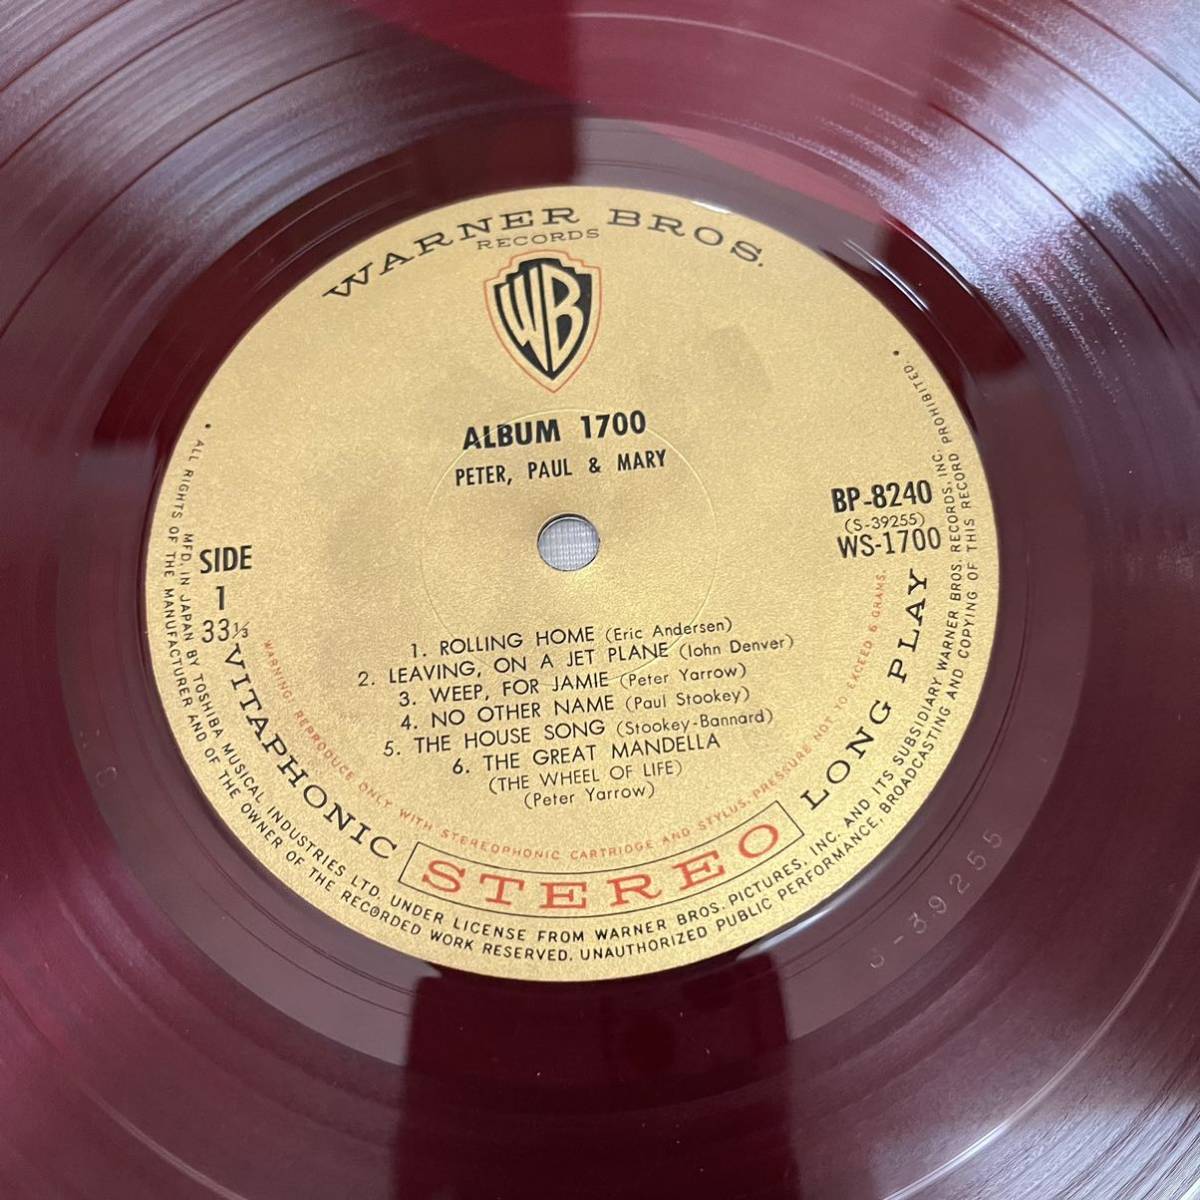 WARNER BROS.
RECORDS
WB
ALBUM 1700
PETER, PAUL & MARY
BP-8240
(S-39255)
WS-1700
SIDE
1
33⅓
1. ROLLING HOME (Eric Andersen)
2. LEAVING, ON A JET PLANE (John Denver)
3. WEEP, FOR JAMIE (Peter Yarrow)
4. NO OTHER NAME (Paul Stookey)
5. THE HOUSE SONG (Stookey-Bannard)
6. THE GREAT MANDELLA
(THE WHEEL OF LIFE)
(Peter Yarrow)
WARNING: REPRODUCE ONLY WITH STEREOPHONIC CARTRIDGE AND STYLUS. PRESSURE NOT TO EXCEED 6 GRAMS.
VITAPHONIC STEREO LONG PLAY
MFD. IN JAPAN BY TOSHIBA MUSICAL INDUSTRIES LTD. UNDER LICENSE FROM WARNER BROS. PICTURES, INC. AND ITS SUBSIDIARY WARNER BROS. RECORDS, INC.
• ALL RIGHTS OF THE MANUFACTURER AND OF THE OWNER OF THE RECORDED WORK RESERVED. UNAUTHORIZED PUBLIC PERFORMANCE, BROADCASTING AND COPYING OF THIS RECORD PROHIBITED. •
S-39255